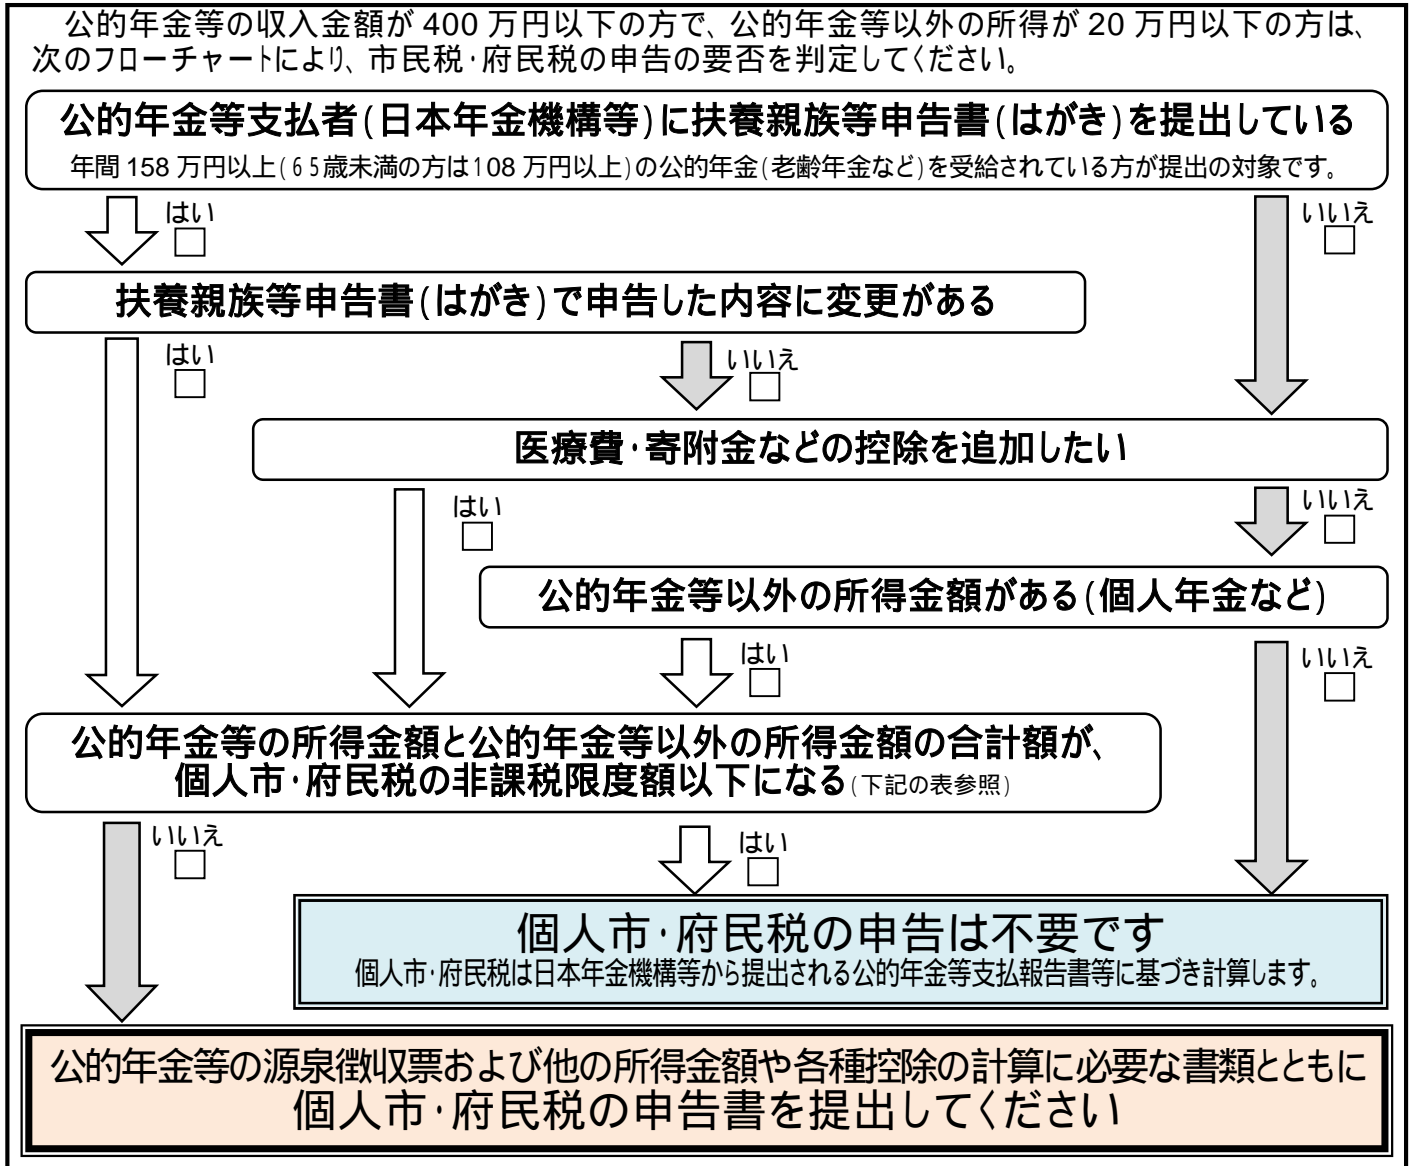 公的年金等の収入金額が 400 万円以下の方で、公的年金等以外の所得が 20 万円以下の方は、
次のフローチャートにより、市民税・府民税の申告の要否を判定してください。
公的年金等支払者(日本年金機構等)に扶養親族等申告書(はがき)を提出している
年間 158 万円以上(65歳未満の方は108 万円以上)の公的年金(老齢年金など)を受給されている方が提出の対象です。
はい
いいえ
扶養親族等申告書(はがき)で申告した内容に変更がある
はい
いいえ
医療費・寄附金などの控除を追加したい
はい
いいえ
公的年金等以外の所得金額がある(個人年金など)
はい
いいえ
公的年金等の所得金額と公的年金等以外の所得金額の合計額が、
個人市・府民税の非課税限度額以下になる(下記の表参照)
いいえ
はい
個人市・府民税の申告は不要です
個人市・府民税は日本年金機構等から提出される公的年金等支払報告書等に基づき計算します。
公的年金等の源泉徴収票および他の所得金額や各種控除の計算に必要な書類とともに
個人市・府民税の申告書を提出してください